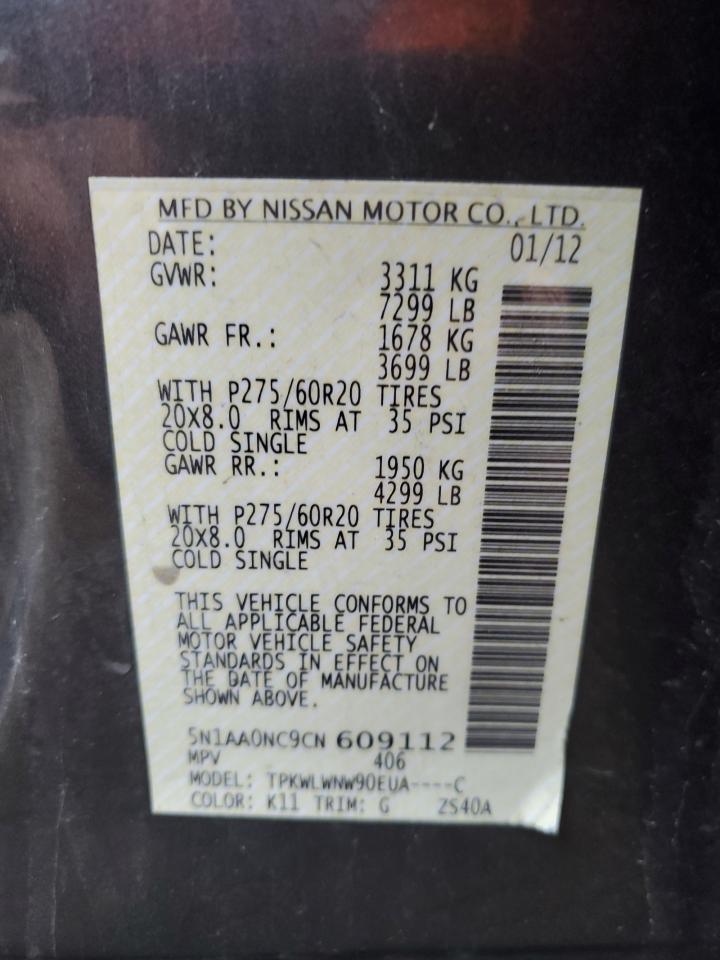 MFD BY NISSAN MOTOR CO., LTD.
DATE: 01/12
GVWR: 3311 KG
7299 LB
GAWR FR.: 1678 KG
3699 LB
WITH P275/60R20 TIRES
20X8.0 RIMS AT 35 PSI
COLD SINGLE
GAWR RR.: 1950 KG
4299 LB
WITH P275/60R20 TIRES
20X8.0 RIMS AT 35 PSI
COLD SINGLE
THIS VEHICLE CONFORMS TO
ALL APPLICABLE FEDERAL
MOTOR VEHICLE SAFETY
STANDARDS IN EFFECT ON
THE DATE OF MANUFACTURE
SHOWN ABOVE.
5N1AA0NC9CN 609112
MPV 406
MODEL: TPKWLWNW90EUA----C
COLOR: K11 TRIM: G ZS40A